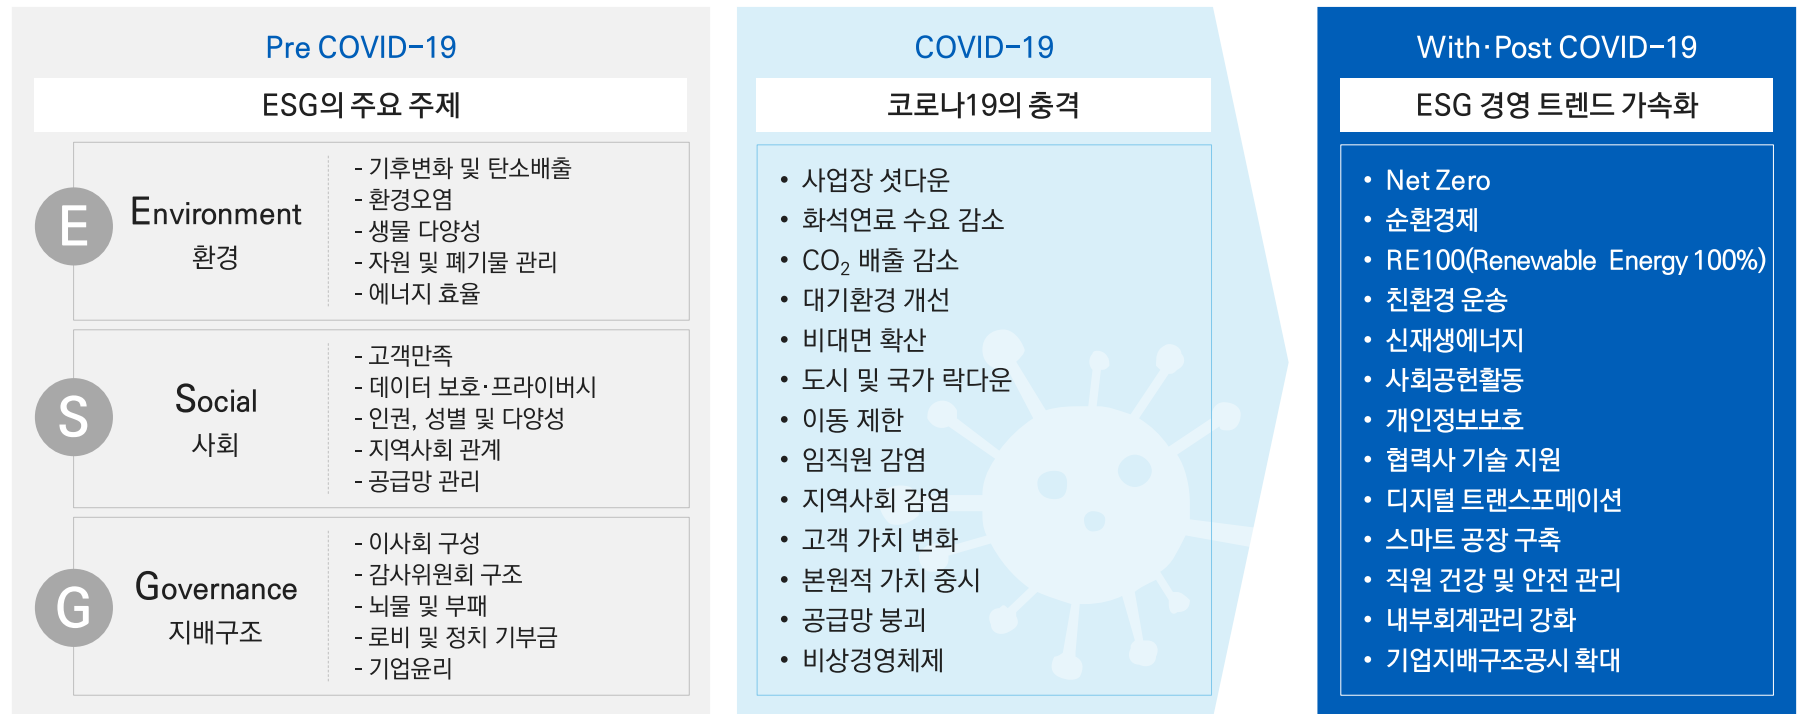 Pre COVID-19
ESG의 주요 주제
E
Environment
환경
- 기후변화 및 탄소배출
- 환경오염
- 생물 다양성
- 자원 및 폐기물 관리
- 에너지 효율
S
Social
사회
- 고객만족
- 데이터 보호·프라이버시
- 인권, 성별 및 다양성
- 지역사회 관계
- 공급망 관리
G
Governance
지배구조
- 이사회 구성
- 감사위원회 구조
- 뇌물 및 부패
- 로비 및 정치 기부금
- 기업윤리
COVID-19
코로나19의 충격
• 사업장 셧다운
• 화석연료 수요 감소
• CO₂ 배출 감소
• 대기환경 개선
• 비대면 확산
• 도시 및 국가 락다운
• 이동 제한
• 임직원 감염
• 지역사회 감염
• 고객 가치 변화
• 본원적 가치 중시
• 공급망 붕괴
• 비상경영체제
With·Post COVID-19
ESG 경영 트렌드 가속화
• Net Zero
• 순환경제
• RE100(Renewable Energy 100%)
• 친환경 운송
• 신재생에너지
• 사회공헌활동
• 개인정보보호
• 협력사 기술 지원
• 디지털 트랜스포메이션
• 스마트 공장 구축
• 직원 건강 및 안전 관리
• 내부회계관리 강화
• 기업지배구조공시 확대